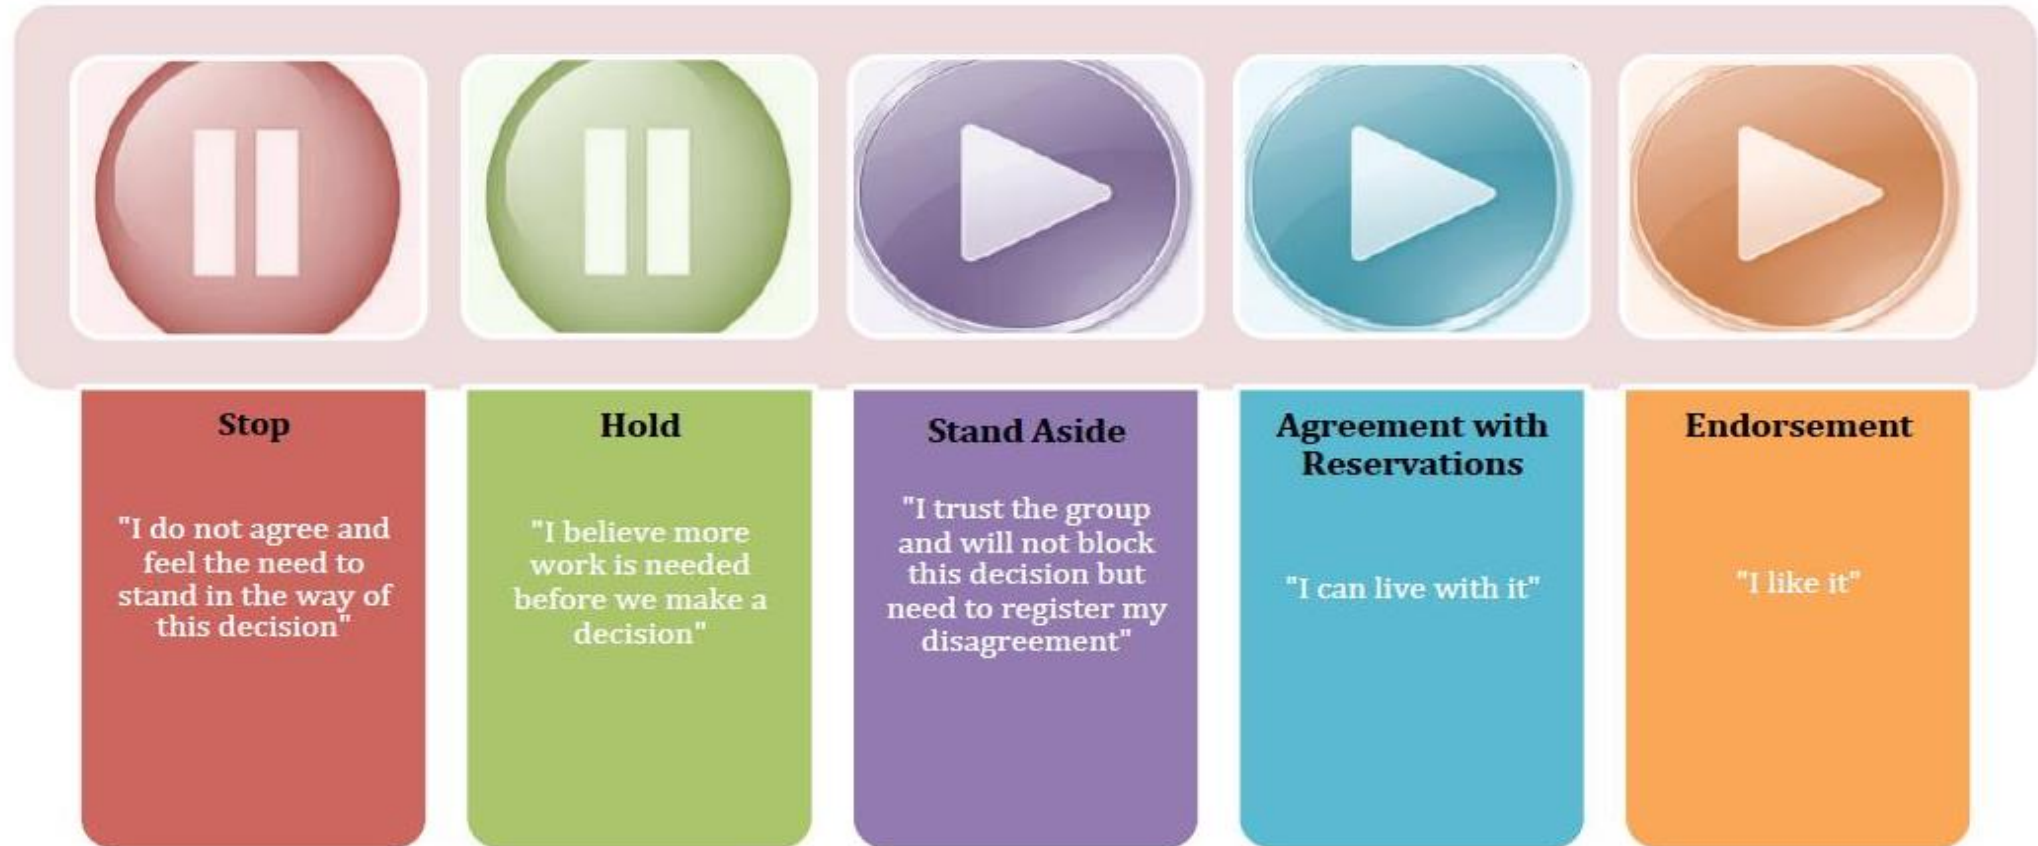 Stop
"I do not agree and
feel the need to
stand in the way of
this decision"
Hold
"I believe more
work is needed
before we make a
decision"
Stand Aside
"I trust the group
and will not block
this decision but
need to register my
disagreement"
Agreement with
Reservations
"I can live with it"
Endorsement
"I like it"